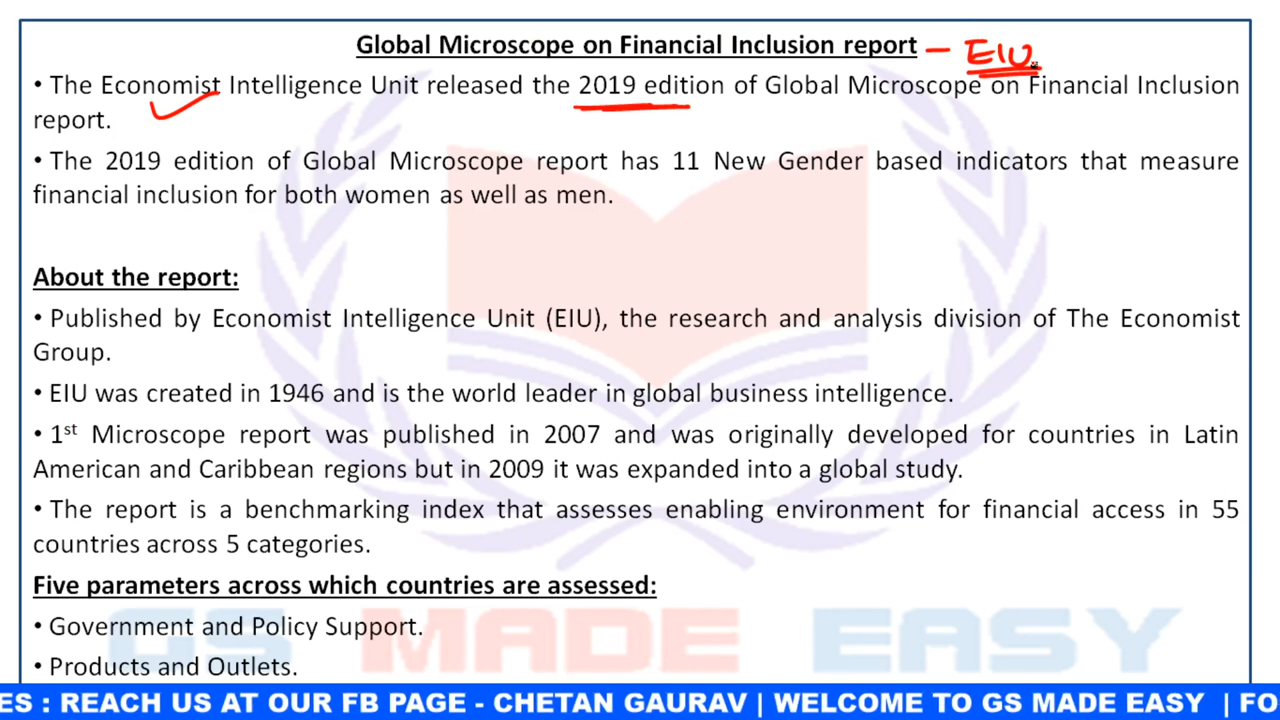 Global Microscope on Financial Inclusion report – EIU
• The Economist Intelligence Unit released the 2019 edition of Global Microscope on Financial Inclusion
report.
• The 2019 edition of Global Microscope report has 11 New Gender based indicators that measure
financial inclusion for both women as well as men.
About the report:
• Published by Economist Intelligence Unit (EIU), the research and analysis division of The Economist
Group.
• EIU was created in 1946 and is the world leader in global business intelligence.
• 1st Microscope report was published in 2007 and was originally developed for countries in Latin
American and Caribbean regions but in 2009 it was expanded into a global study.
• The report is a benchmarking index that assesses enabling environment for financial access in 55
countries across 5 categories.
Five parameters across which countries are assessed:
• Government and Policy Support.
GS MADE EASY
• Products and Outlets.
ES : REACH US AT OUR FB PAGE - CHETAN GAURAV | WELCOME TO GS MADE EASY | FO